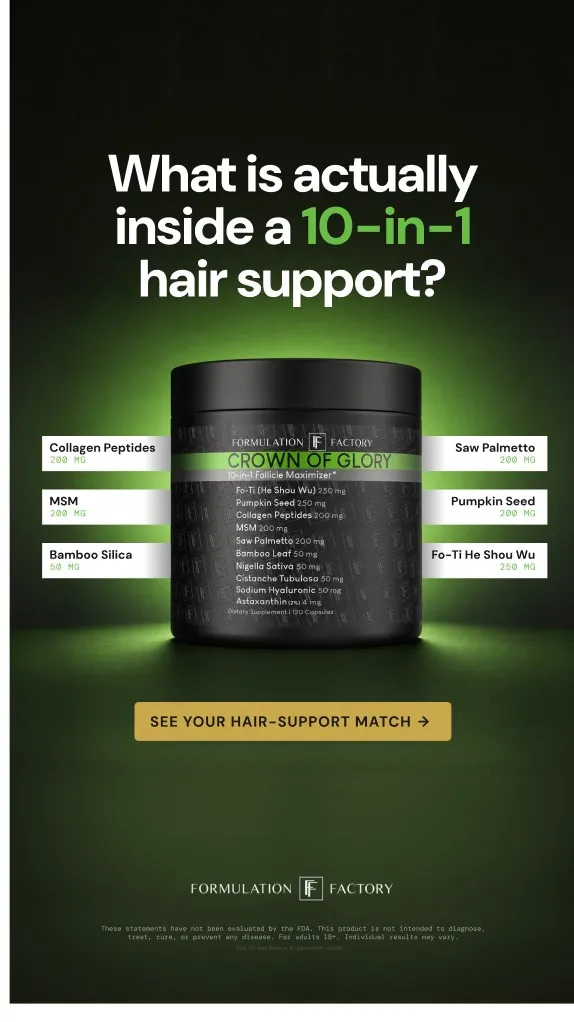 What is actually
inside a 10-in-1
hair support?
FORMULATION FF FACTORY
CROWN OF GLORY
10-in-1 Follicle Maximizer*
Fo-Ti (He Shou Wu) 250 mg
Pumpkin Seed 250 mg
Collagen Peptides 200 mg
MSM 200 mg
Saw Palmetto 200 mg
Bamboo Leaf 50 mg
Nigella Sativa 50 mg
Cistanche Tubulosa 50 mg
Sodium Hyaluronic 50 mg
Astaxanthin (2%) 4 mg
Dietary Supplement | 120 Capsules
Collagen Peptides
200 MG
MSM
200 MG
Bamboo Silica
50 MG
Saw Palmetto
200 MG
Pumpkin Seed
200 MG
Fo-Ti He Shou Wu
250 MG
SEE YOUR HAIR-SUPPORT MATCH →
FORMULATION FF FACTORY
These statements have not been evaluated by the FDA. This product is not intended to diagnose,
treat, cure, or prevent any disease. For adults 18+. Individual results may vary.